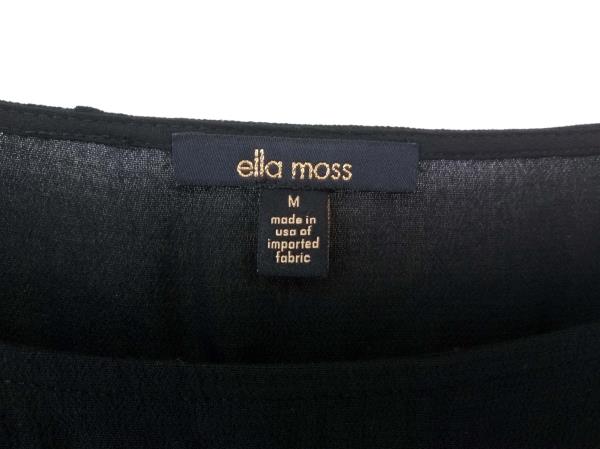 ella moss
M
made in
usa of
imported
fabric